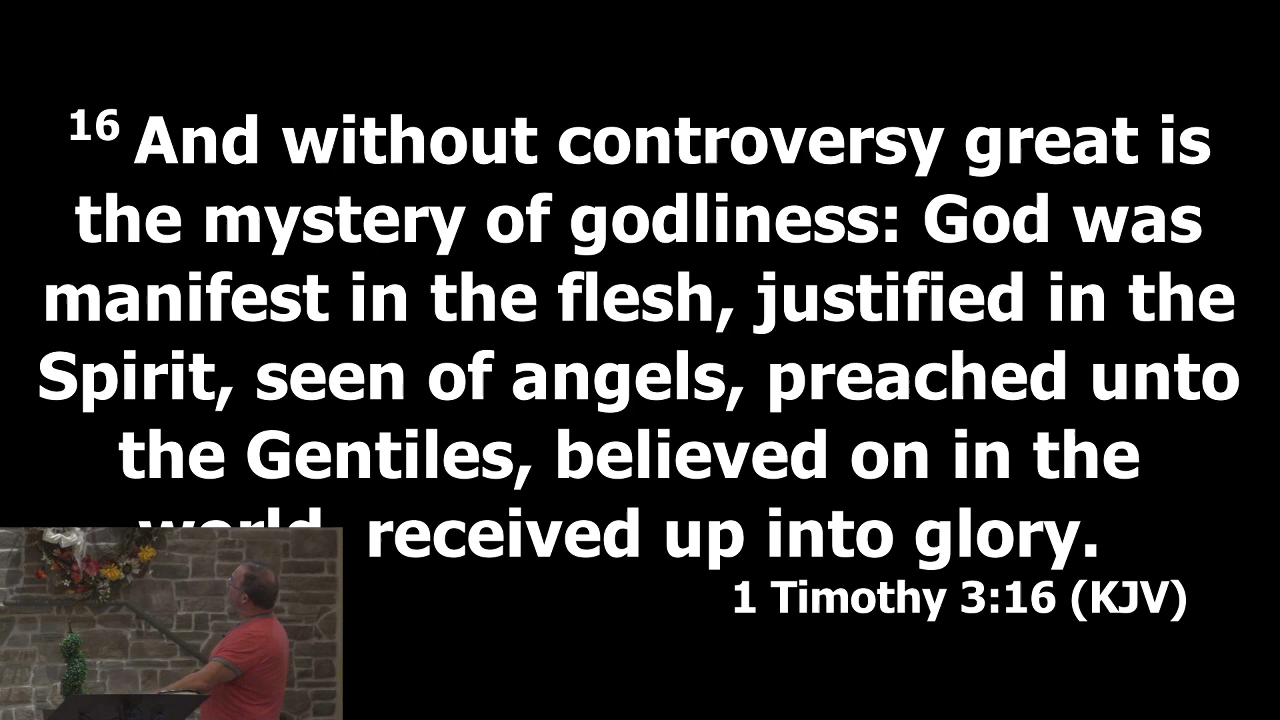 16 And without controversy great is
the mystery of godliness: God was
manifest in the flesh, justified in the
Spirit, seen of angels, preached unto
the Gentiles, believed on in the
world, received up into glory.
1 Timothy 3:16 (KJV)